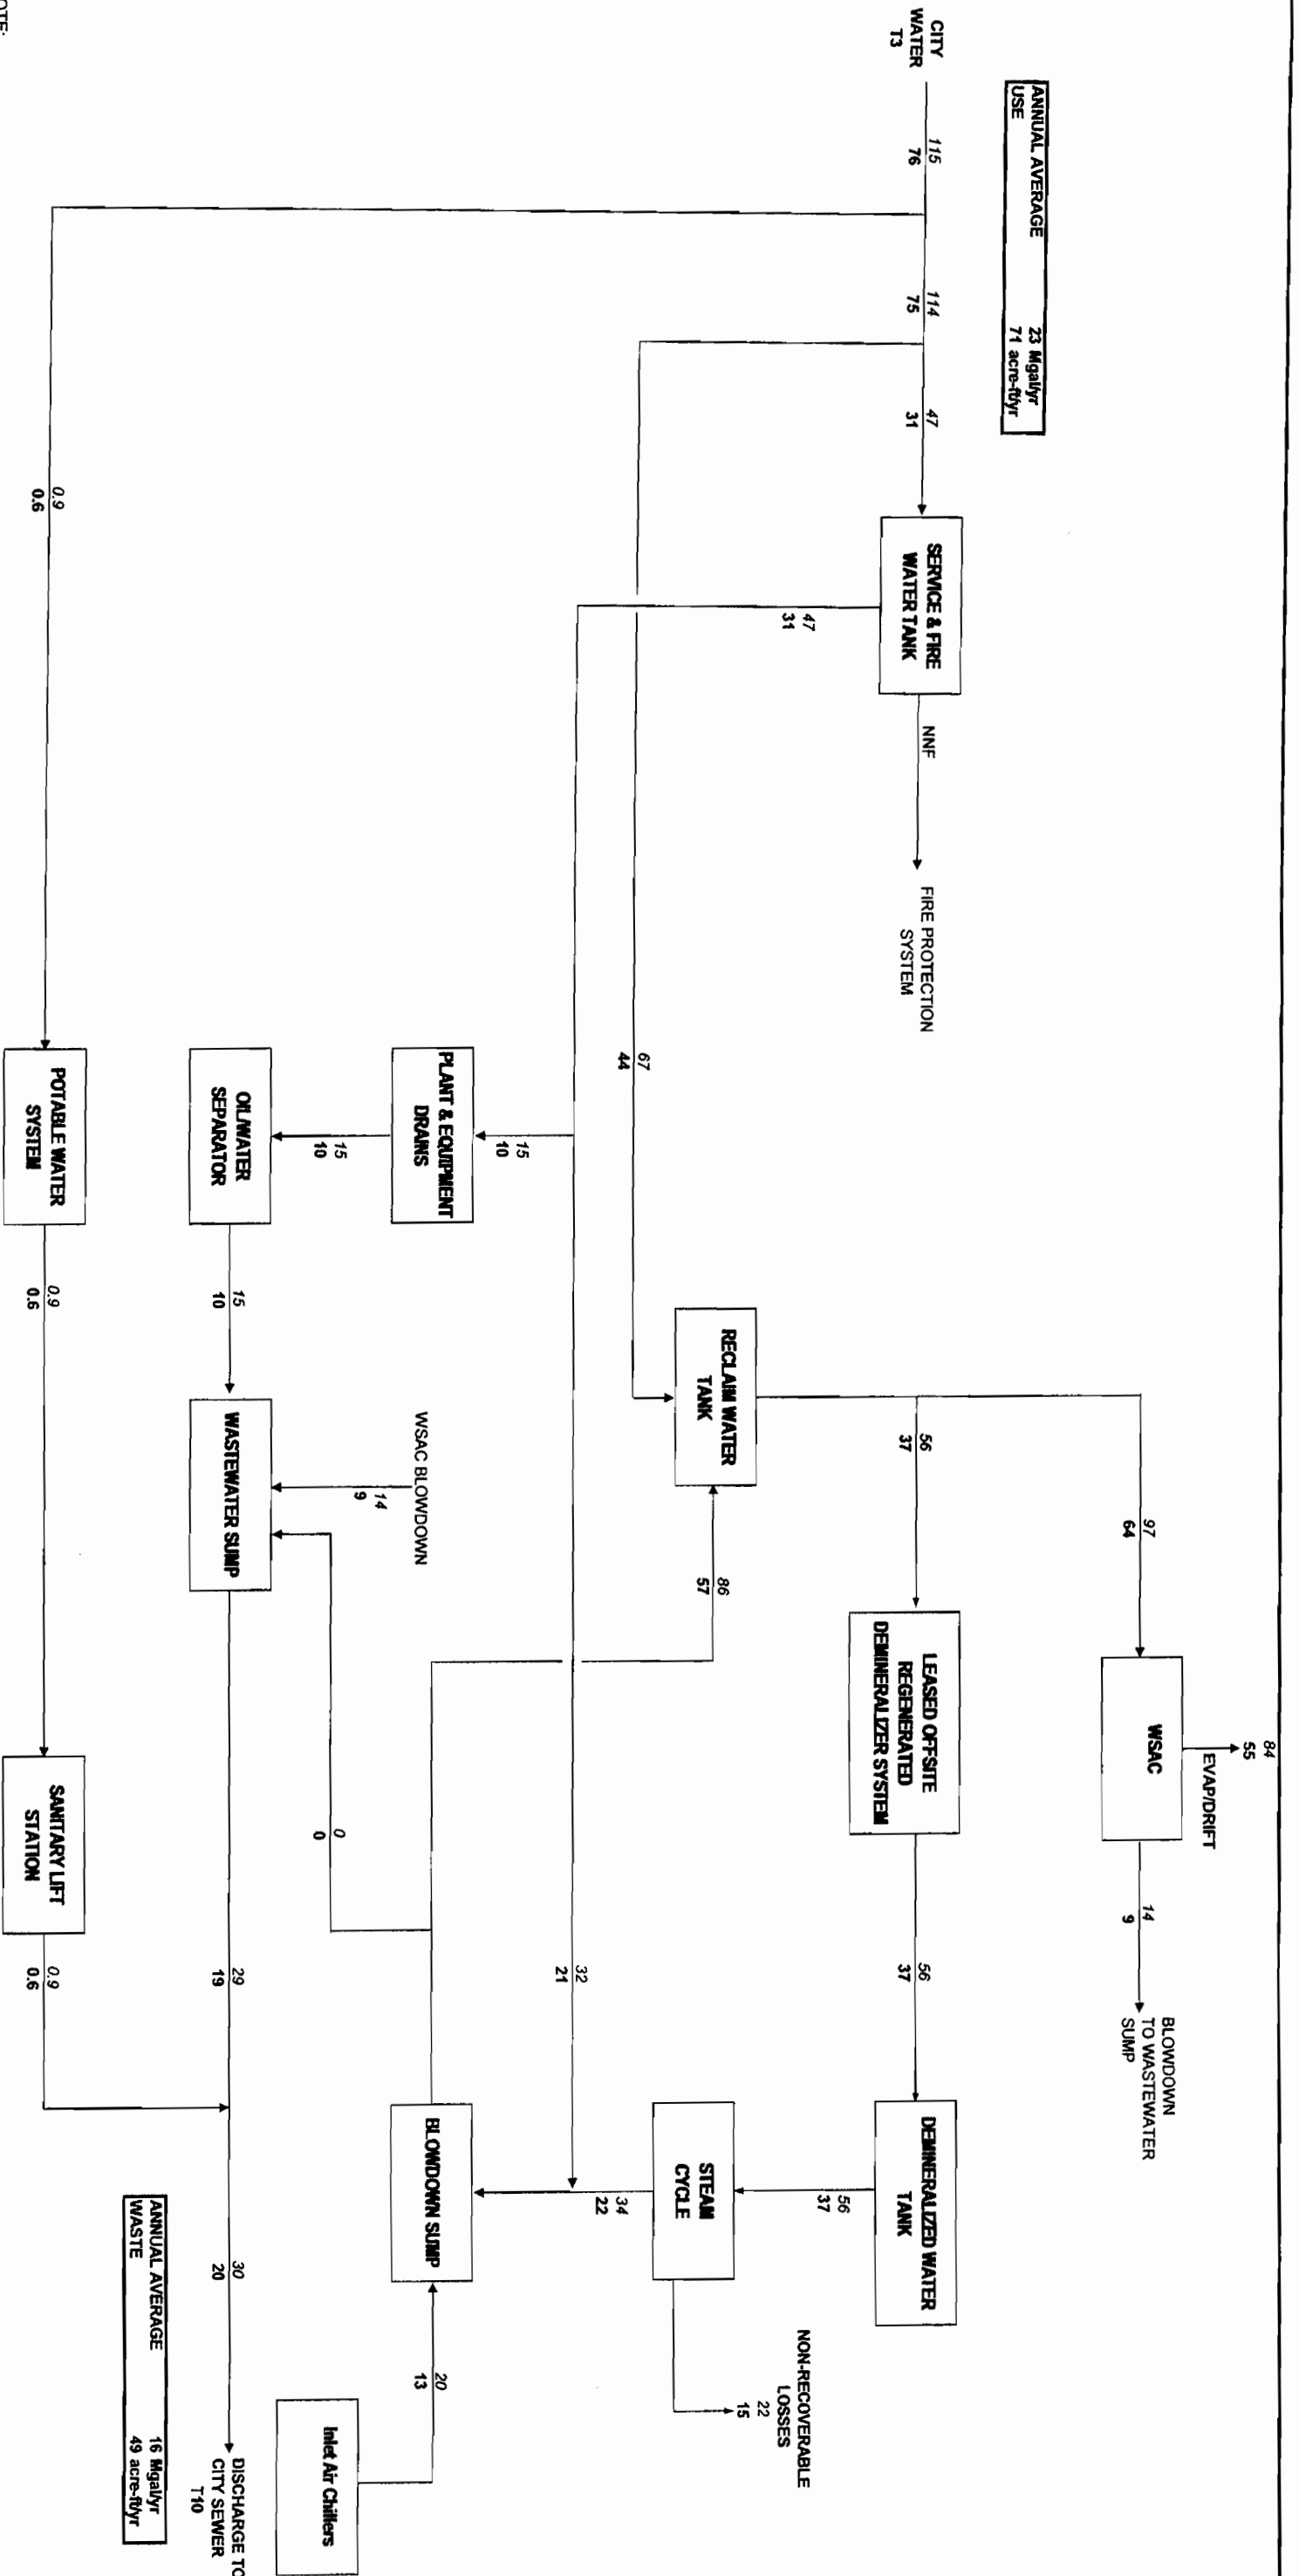 OTE:
CITY
WATER
T3
ANNUAL AVERAGE
USE
23 Mgal/yr
71 acre-ft/yr
115
76
114
75
47
31
SERVICE & FIRE
WATER TANK
NNF
FIRE PROTECTION
SYSTEM
47
31
67
44
0.9
0.6
PLANT & EQUIPMENT
DRAINS
15
10
15
10
OIL/WATER
SEPARATOR
15
10
POTABLE WATER
SYSTEM
0.9
0.6
RECLAIM WATER
TANK
56
37
97
64
WSAC
84
55
EVAP/DRIFT
14
9
BLOWDOWN
TO WASTEWATER
SUMP
LEASED OFFSITE
REGENERATED
DEMINERALIZER SYSTEM
56
37
DEMINERALIZED WATER
TANK
56
37
STEAM
CYCLE
NON-RECOVERABLE
LOSSES
22
15
34
22
32
21
86
57
WSAC BLOWDOWN
14
9
WASTEWATER SUMP
0
0
BLOWDOWN SUMP
20
13
Inlet Air Chillers
29
19
SANITARY LIFT
STATION
0.9
0.6
30
20
DISCHARGE TO
CITY SEWER
T10
ANNUAL AVERAGE
WASTE
16 Mgal/yr
49 acre-ft/yr